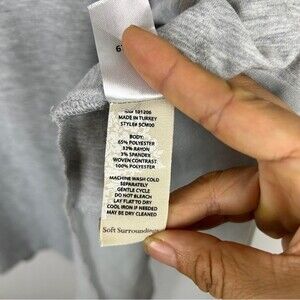 6
101206
MADE IN TURKEY
STYLE# 5CM00
BODY:
65% POLYESTER
32% RAYON
3% SPANDEX
WOVEN CONTRAST
100% POLYESTER
MACHINE WASH COLD
SEPARATELY
GENTLE CYCLE
DO NOT BLEACH
LAY FLAT TO DRY
COOL IRON IF NEEDED
MAY BE DRY CLEANED
Soft Surroundings